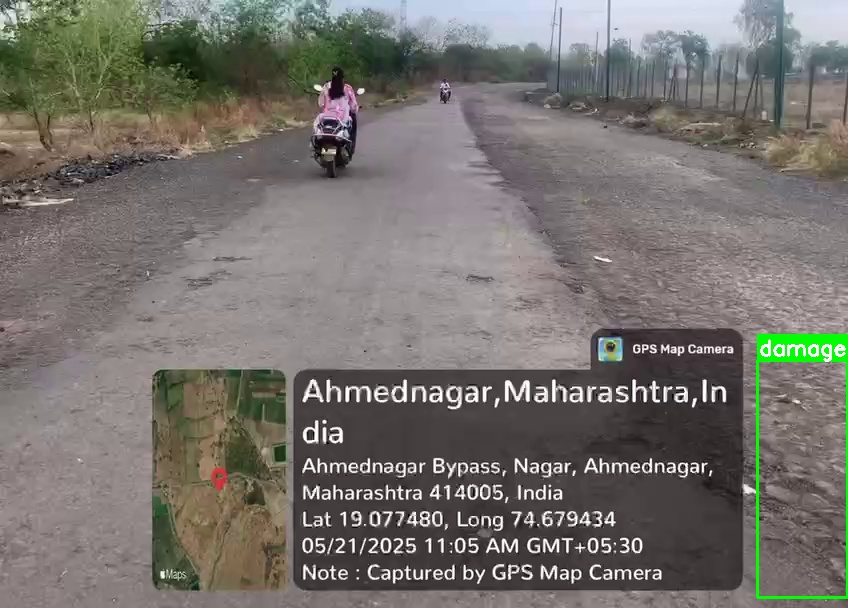 damage
GPS Map Camera
Ahmednagar,Maharashtra,In
dia
Ahmednagar Bypass, Nagar, Ahmednagar,
Maharashtra 414005, India
Lat 19.077480, Long 74.679434
05/21/2025 11:05 AM GMT+05:30
Note : Captured by GPS Map Camera
Maps